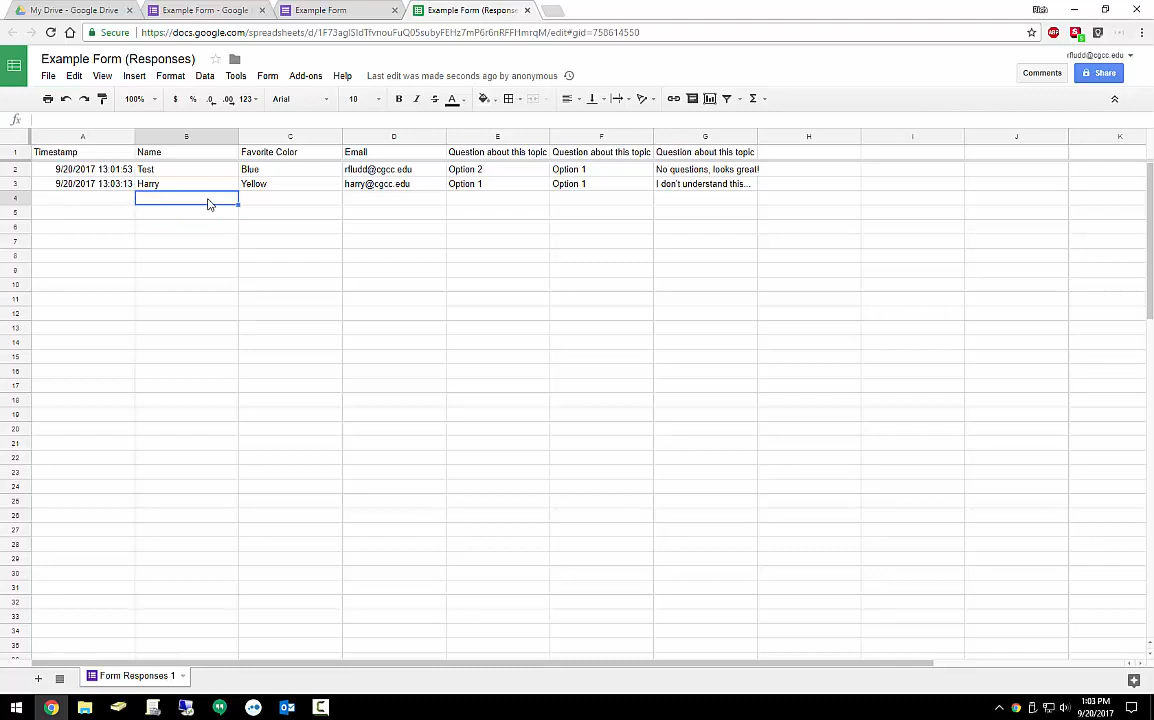 My Drive - Google Drive
Example Form - Google
Example Form
Example Form (Response
Rich
Secure
https://docs.google.com/spreadsheets/d/1F73aglSIdTfvnouFuQ05subyFEHz7mP6r6nRFFHmrqM/edit#gid=758614550
Example Form (Responses)
rfludd@cgcc.edu
File Edit View Insert Format Data Tools Form Add-ons Help Last edit was made seconds ago by anonymous
Comments
Share
100% $ % .0 .00 123 Arial 10 B I S A
fx
A B C D E F G H I J K
1 Timestamp Name Favorite Color Email Question about this topic Question about this topic Question about this topic
2 9/20/2017 13:01:53 Test Blue rfludd@cgcc.edu Option 2 Option 1 No questions, looks great!
3 9/20/2017 13:03:13 Harry Yellow harry@cgcc.edu Option 1 Option 1 I don't understand this...
4
5
6
7
8
9
10
11
12
13
14
15
16
17
18
19
20
21
22
23
24
25
26
27
28
29
30
31
32
33
34
35
Form Responses 1
1:03 PM
9/20/2017